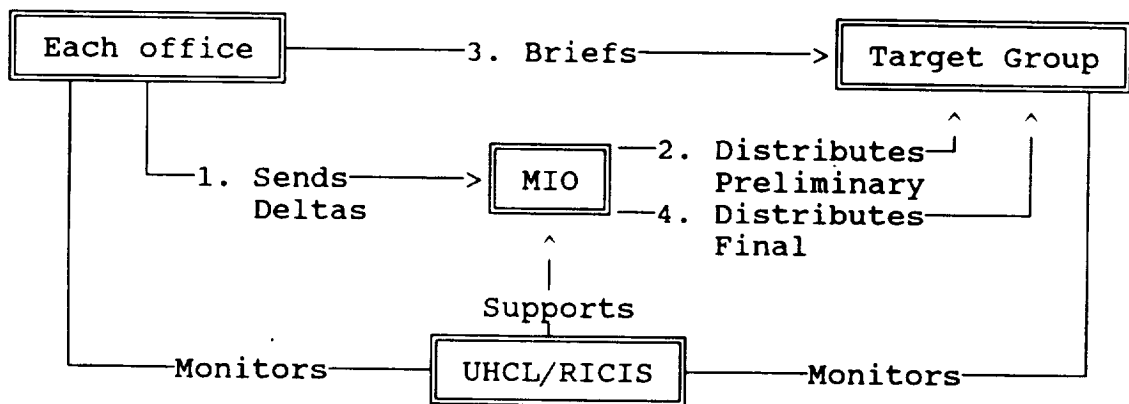 Each office
3. Briefs
Target Group
1. Sends
Deltas
MIO
2. Distributes
Preliminary
4. Distributes
Final
Supports
Monitors
UHCL/RICIS
Monitors